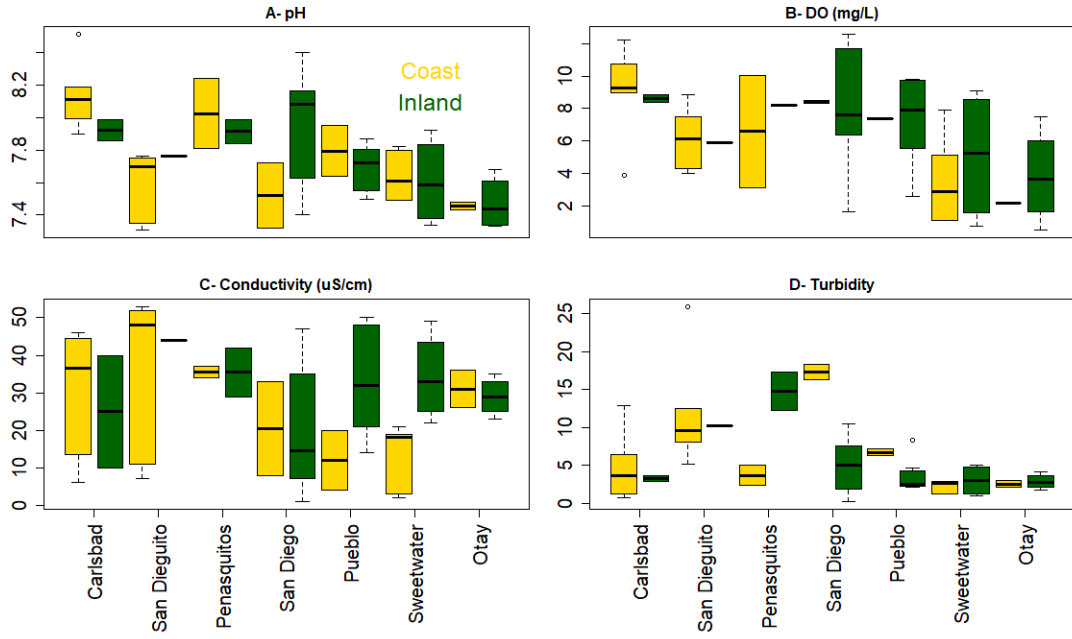 A- pH
B- DO (mg/L)
8.2
7.8
7.4
Coast
Inland
10
8
6
4
2
C- Conductivity (uS/cm)
D- Turbidity
50
40
30
20
10
0
25
20
15
10
5
0
Carlsbad
San Dieguito
Penasquitos
San Diego
Pueblo
Sweetwater
Otay
Carlsbad
San Dieguito
Penasquitos
San Diego
Pueblo
Sweetwater
Otay